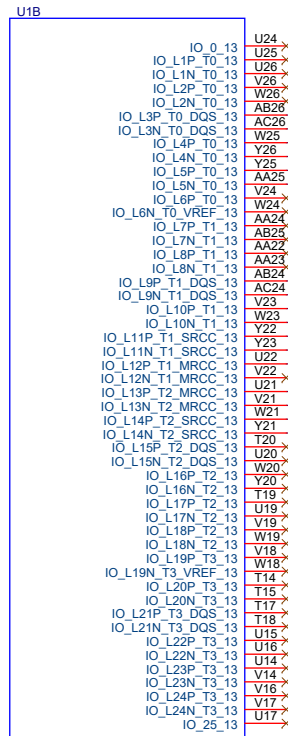 U1B
IO_0_13 U24
IO_L1P_T0_13 U25
IO_L1N_T0_13 U26
IO_L2P_T0_13 V26
IO_L2N_T0_13 W26
IO_L3P_T0_DQS_13 AB26
IO_L3N_T0_DQS_13 AC26
IO_L4P_T0_13 W25
IO_L4N_T0_13 Y26
IO_L5P_T0_13 Y25
IO_L5N_T0_13 AA25
IO_L6P_T0_13 V24
IO_L6N_T0_VREF_13 W24
IO_L7P_T1_13 AA24
IO_L7N_T1_13 AB25
IO_L8P_T1_13 AA22
IO_L8N_T1_13 AA23
IO_L9P_T1_DQS_13 AB24
IO_L9N_T1_DQS_13 AC24
IO_L10P_T1_13 V23
IO_L10N_T1_13 W23
IO_L11P_T1_SRCC_13 Y22
IO_L11N_T1_SRCC_13 Y23
IO_L12P_T1_MRCC_13 U22
IO_L12N_T1_MRCC_13 V22
IO_L13P_T2_MRCC_13 U21
IO_L13N_T2_MRCC_13 V21
IO_L14P_T2_SRCC_13 W21
IO_L14N_T2_SRCC_13 Y21
IO_L15P_T2_DQS_13 T20
IO_L15N_T2_DQS_13 U20
IO_L16P_T2_13 W20
IO_L16N_T2_13 Y20
IO_L17P_T2_13 T19
IO_L17N_T2_13 U19
IO_L18P_T2_13 V19
IO_L18N_T2_13 W19
IO_L19P_T3_13 V18
IO_L19N_T3_VREF_13 W18
IO_L20P_T3_13 T14
IO_L20N_T3_13 T15
IO_L21P_T3_DQS_13 T17
IO_L21N_T3_DQS_13 T18
IO_L22P_T3_13 U15
IO_L22N_T3_13 U16
IO_L23P_T3_13 U14
IO_L23N_T3_13 V14
IO_L24P_T3_13 V16
IO_L24N_T3_13 V17
IO_25_13 U17